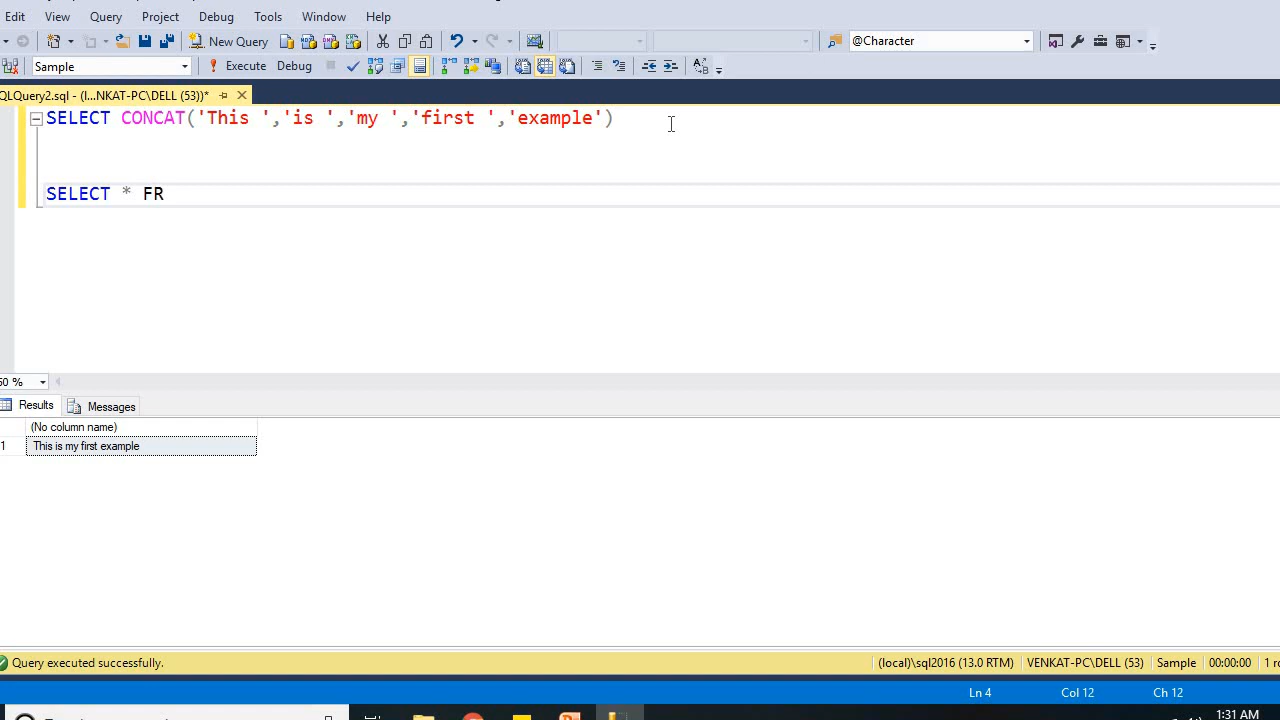 Edit View Query Project Debug Tools Window Help
New Query @Character
Sample Execute Debug
QLQuery2.sql - (l...NKAT-PC\DELL (53))*
SELECT CONCAT('This ','is ','my ','first ','example')
SELECT * FR
60 %
Results Messages
(No column name)
1 This is my first example
Query executed successfully. (local)\sql2016 (13.0 RTM) VENKAT-PC\DELL (53) Sample 00:00:00 1 ro
Ln 4 Col 12 Ch 12
1:31 AM